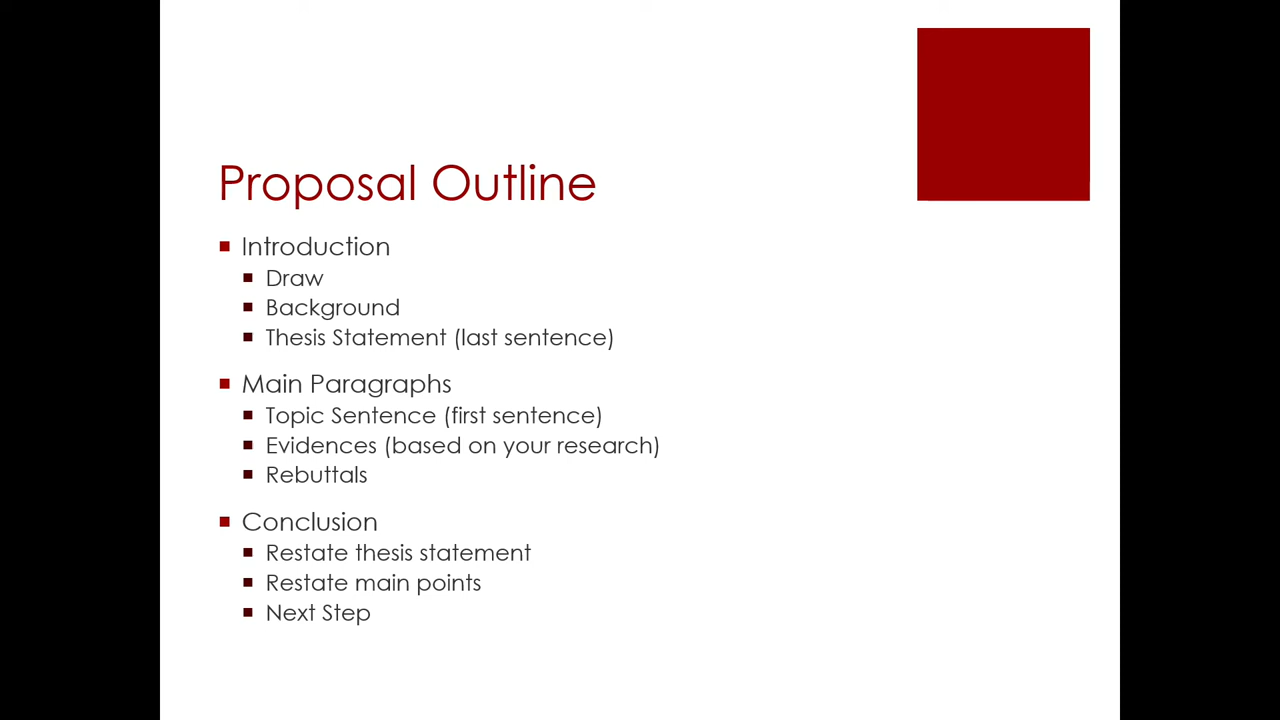 Proposal Outline
Introduction
Draw
Background
Thesis Statement (last sentence)
Main Paragraphs
Topic Sentence (first sentence)
Evidences (based on your research)
Rebuttals
Conclusion
Restate thesis statement
Restate main points
Next Step